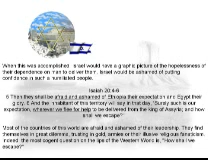 When this was accomplished, Israel would have a graphic picture of the hopelessness of
their dependence on man to deliver them. Israel would be ashamed of putting
confidence in such a humiliated people.
Isaiah 20:4-6
5 Then they shall be afraid and ashamed of Ethiopia their expectation and Egypt their
glory. 6 And the inhabitant of this territory will say in that day, 'Surely such is our
expectation, wherever we flee for help to be delivered from the king of Assyria; and how
shall we escape?'"
Most of the countries of this world are afraid and ashamed of their leadership. They find
themselves in great dilemma, trusting in gold, armies or their illusive religious fanaticism.
Indeed, the most cogent question on the lips of the Western World is, "How shall I
escape?"